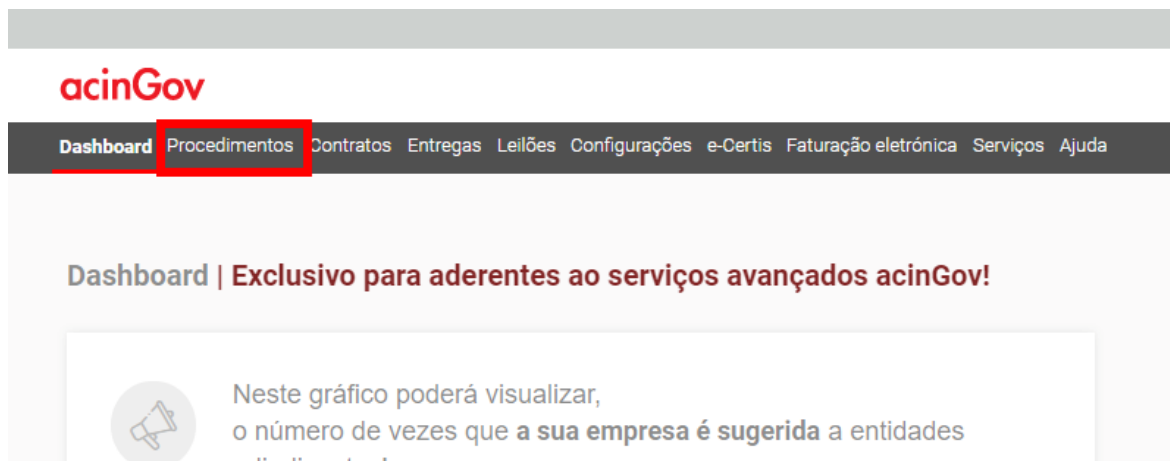 acinGov
Dashboard Procedimentos Contratos Entregas Leilões Configurações e-Certis Faturação eletrónica Serviços Ajuda
Dashboard | Exclusivo para aderentes ao serviços avançados acinGov!
Neste gráfico poderá visualizar,
o número de vezes que a sua empresa é sugerida a entidades